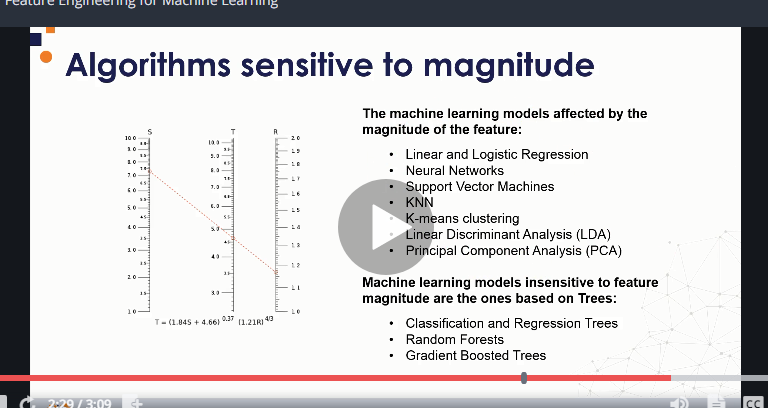 Feature Engineering for Machine Learning
Algorithms sensitive to magnitude
The machine learning models affected by the
magnitude of the feature:
• Linear and Logistic Regression
• Neural Networks
• Support Vector Machines
• KNN
• K-means clustering
• Linear Discriminant Analysis (LDA)
• Principal Component Analysis (PCA)
Machine learning models insensitive to feature
magnitude are the ones based on Trees:
• Classification and Regression Trees
• Random Forests
• Gradient Boosted Trees
S T R
10.0
9.0
8.0
7.0
6.0
5.0
4.0
3.0
2.0
1.0
10.0
9.0
8.0
7.0
6.0
5.0
4.0
3.0
2.0
1.9
1.8
1.7
1.6
1.5
1.4
1.3
1.2
1.1
1.0
T = (1.84S + 4.66) 0.37 (1.21R) 4/3
2:29 / 3:09
CC